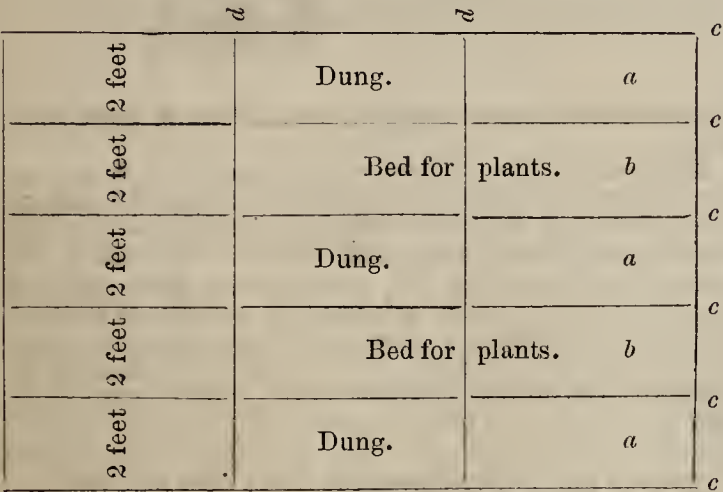 d d
c
2 feet Dung. a
c
2 feet Bed for plants. b
c
2 feet Dung. a
c
2 feet Bed for plants. b
c
2 feet Dung. a
c